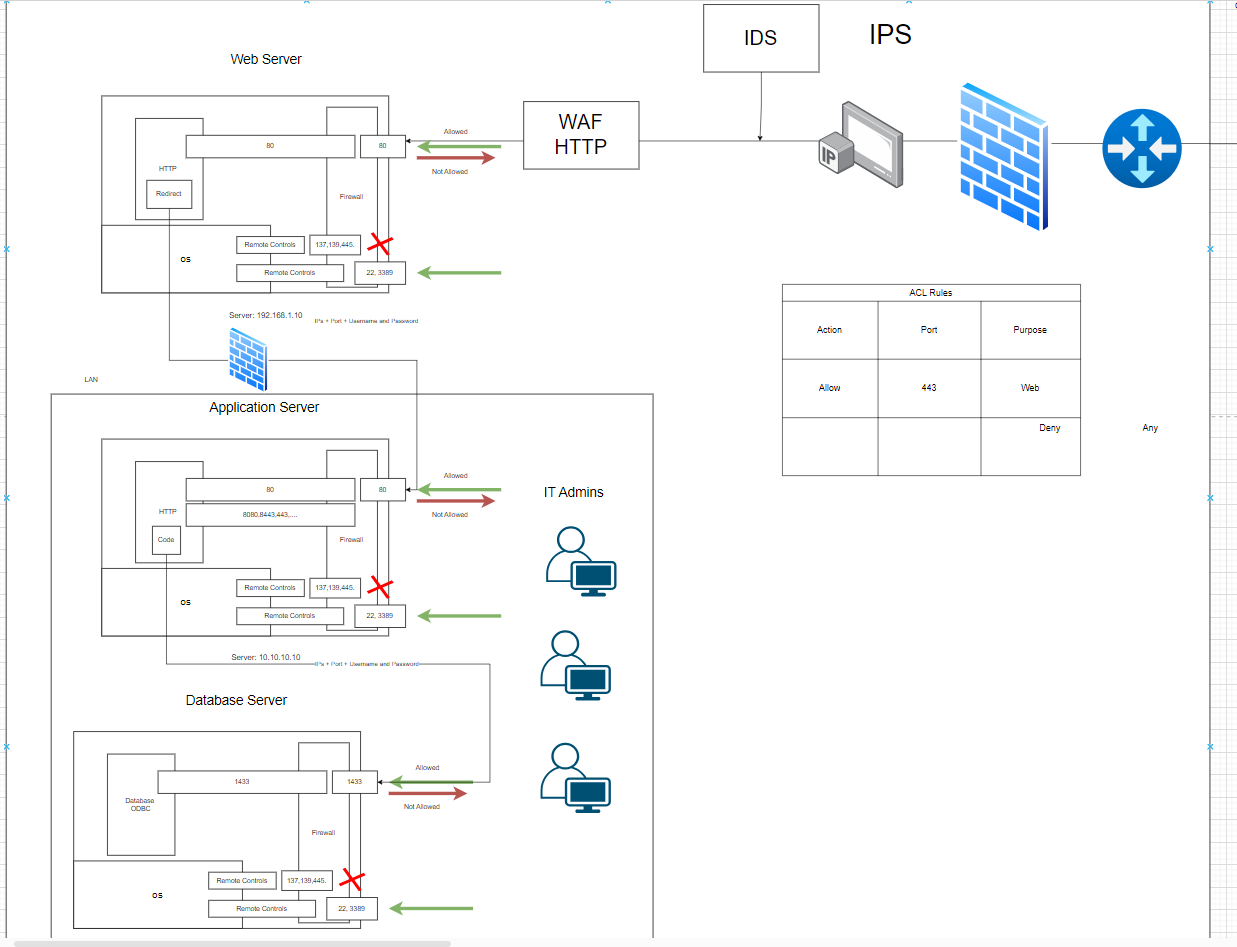 IDS
IPS
Web Server
WAF
HTTP
Allowed
80
80
Not Allowed
HTTP
Redirect
Firewall
IP
OS
Remote Controls
137,139,445.
Remote Controls
22, 3389
Server: 192.168.1.10
IPs + Port + Username and Password
ACL Rules
Action
Port
Purpose
Allow
443
Web
Deny
Any
LAN
Application Server
Allowed
80
80
Not Allowed
HTTP
8080,8443,443,....
Code
Firewall
IT Admins
OS
Remote Controls
137,139,445.
Remote Controls
22, 3389
Server: 10.10.10.10
IPs + Port + Username and Password
Database Server
Allowed
1433
1433
Not Allowed
Database
ODBC
Firewall
OS
Remote Controls
137,139,445.
Remote Controls
22, 3389